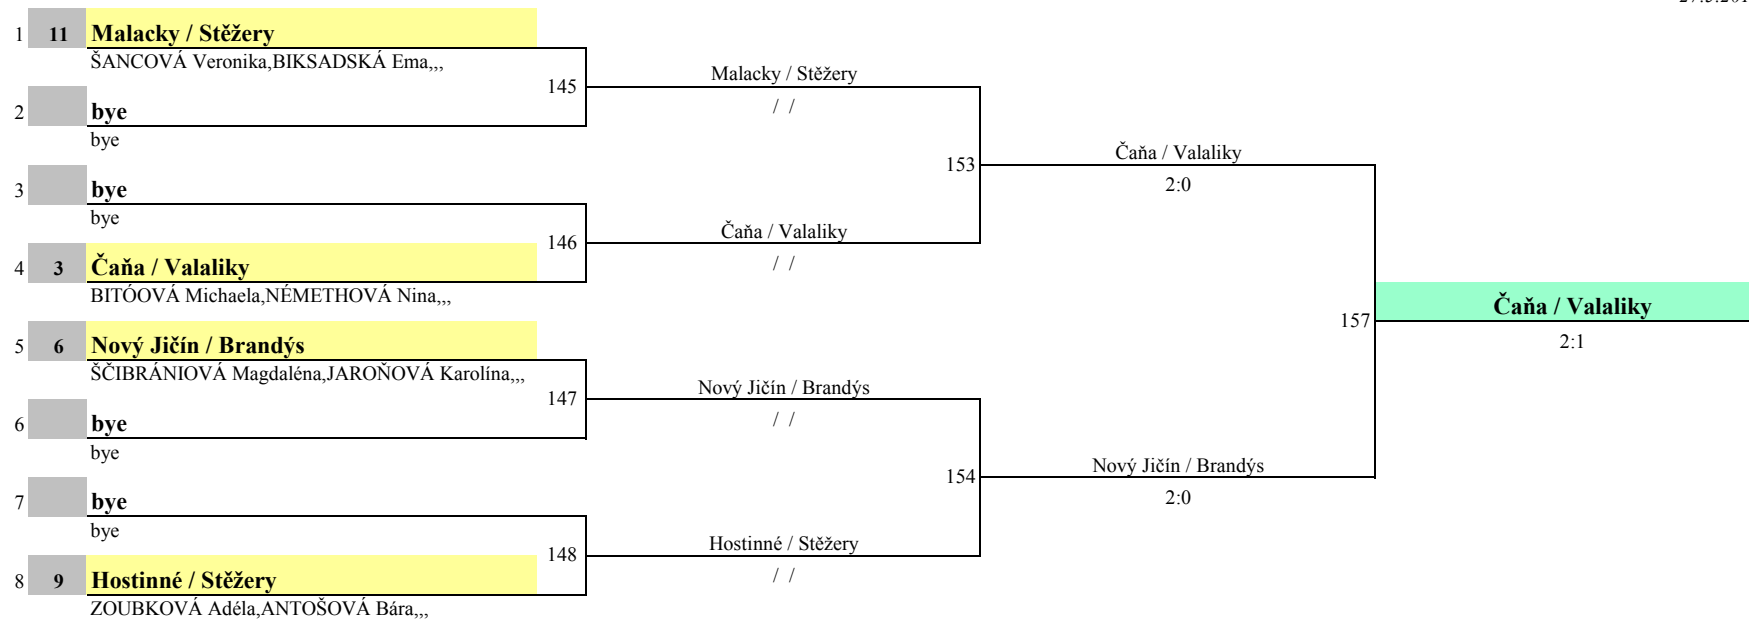 1 11 Malacky / Stěžery
ŠANCOVÁ Veronika,BIKSADSKÁ Ema,,,
145
Malacky / Stěžery
/ /
2 bye
bye
153
Čaňa / Valaliky
2:0
3 bye
bye
146
Čaňa / Valaliky
/ /
4 3 Čaňa / Valaliky
BITÓOVÁ Michaela,NÉMETHOVÁ Nina,,,
157
Čaňa / Valaliky
2:1
5 6 Nový Jičín / Brandýs
ŠČIBRÁNIOVÁ Magdaléna,JAROŇOVÁ Karolína,,,
147
Nový Jičín / Brandýs
/ /
6 bye
bye
154
Nový Jičín / Brandýs
2:0
7 bye
bye
148
Hostinné / Stěžery
/ /
8 9 Hostinné / Stěžery
ZOUBKOVÁ Adéla,ANTOŠOVÁ Bára,,,